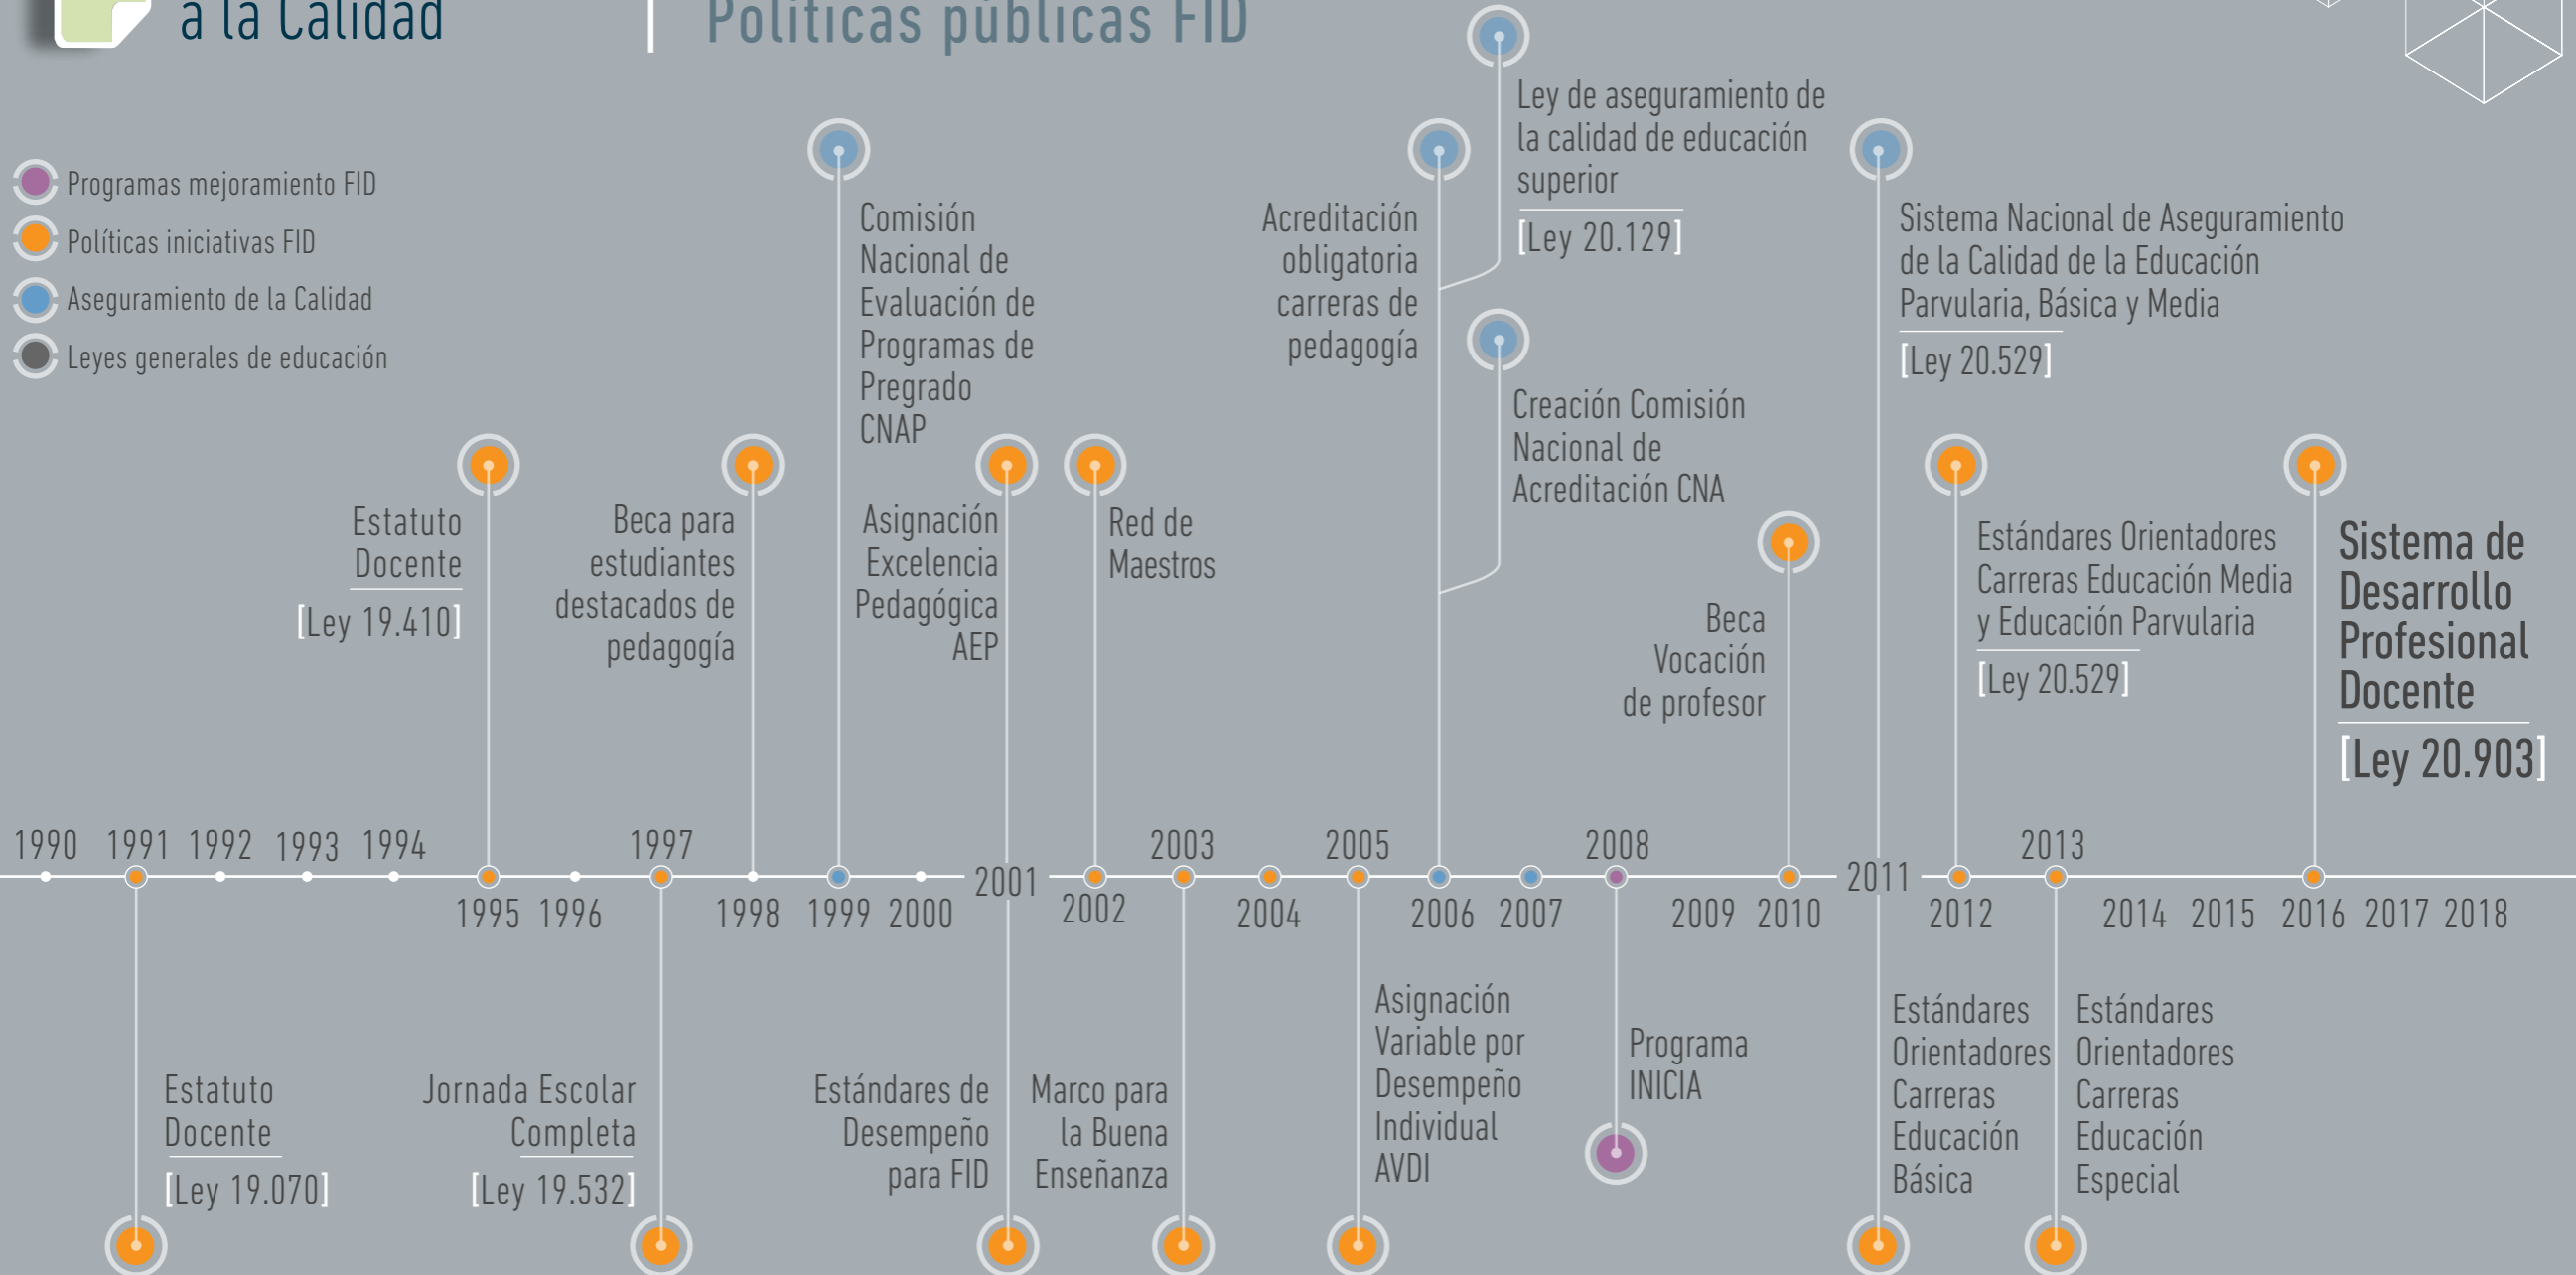 a la Calidad
Políticas públicas FID
Programas mejoramiento FID
Políticas iniciativas FID
Aseguramiento de la Calidad
Leyes generales de educación
Estatuto
Docente
[Ley 19.410]
Beca para
estudiantes
destacados de
pedagogía
Comisión
Nacional de
Evaluación de
Programas de
Pregrado
CNAP
Asignación
Excelencia
Pedagógica
AEP
Red de
Maestros
Acreditación
obligatoria
carreras de
pedagogía
Ley de aseguramiento de
la calidad de educación
superior
[Ley 20.129]
Creación Comisión
Nacional de
Acreditación CNA
Beca
Vocación
de profesor
Sistema Nacional de Aseguramiento
de la Calidad de la Educación
Parvularia, Básica y Media
[Ley 20.529]
Estándares Orientadores
Carreras Educación Media
y Educación Parvularia
[Ley 20.529]
Sistema de
Desarrollo
Profesional
Docente
[Ley 20.903]
1990
1991
1992
1993
1994
1995
1996
1997
1998
1999
2000
2001
2002
2003
2004
2005
2006
2007
2008
2009
2010
2011
2012
2013
2014
2015
2016
2017
2018
Estatuto
Docente
[Ley 19.070]
Jornada Escolar
Completa
[Ley 19.532]
Estándares de
Desempeño
para FID
Marco para
la Buena
Enseñanza
Asignación
Variable por
Desempeño
Individual
AVDI
Programa
INICIA
Estándares
Orientadores
Carreras
Educación
Básica
Estándares
Orientadores
Carreras
Educación
Especial